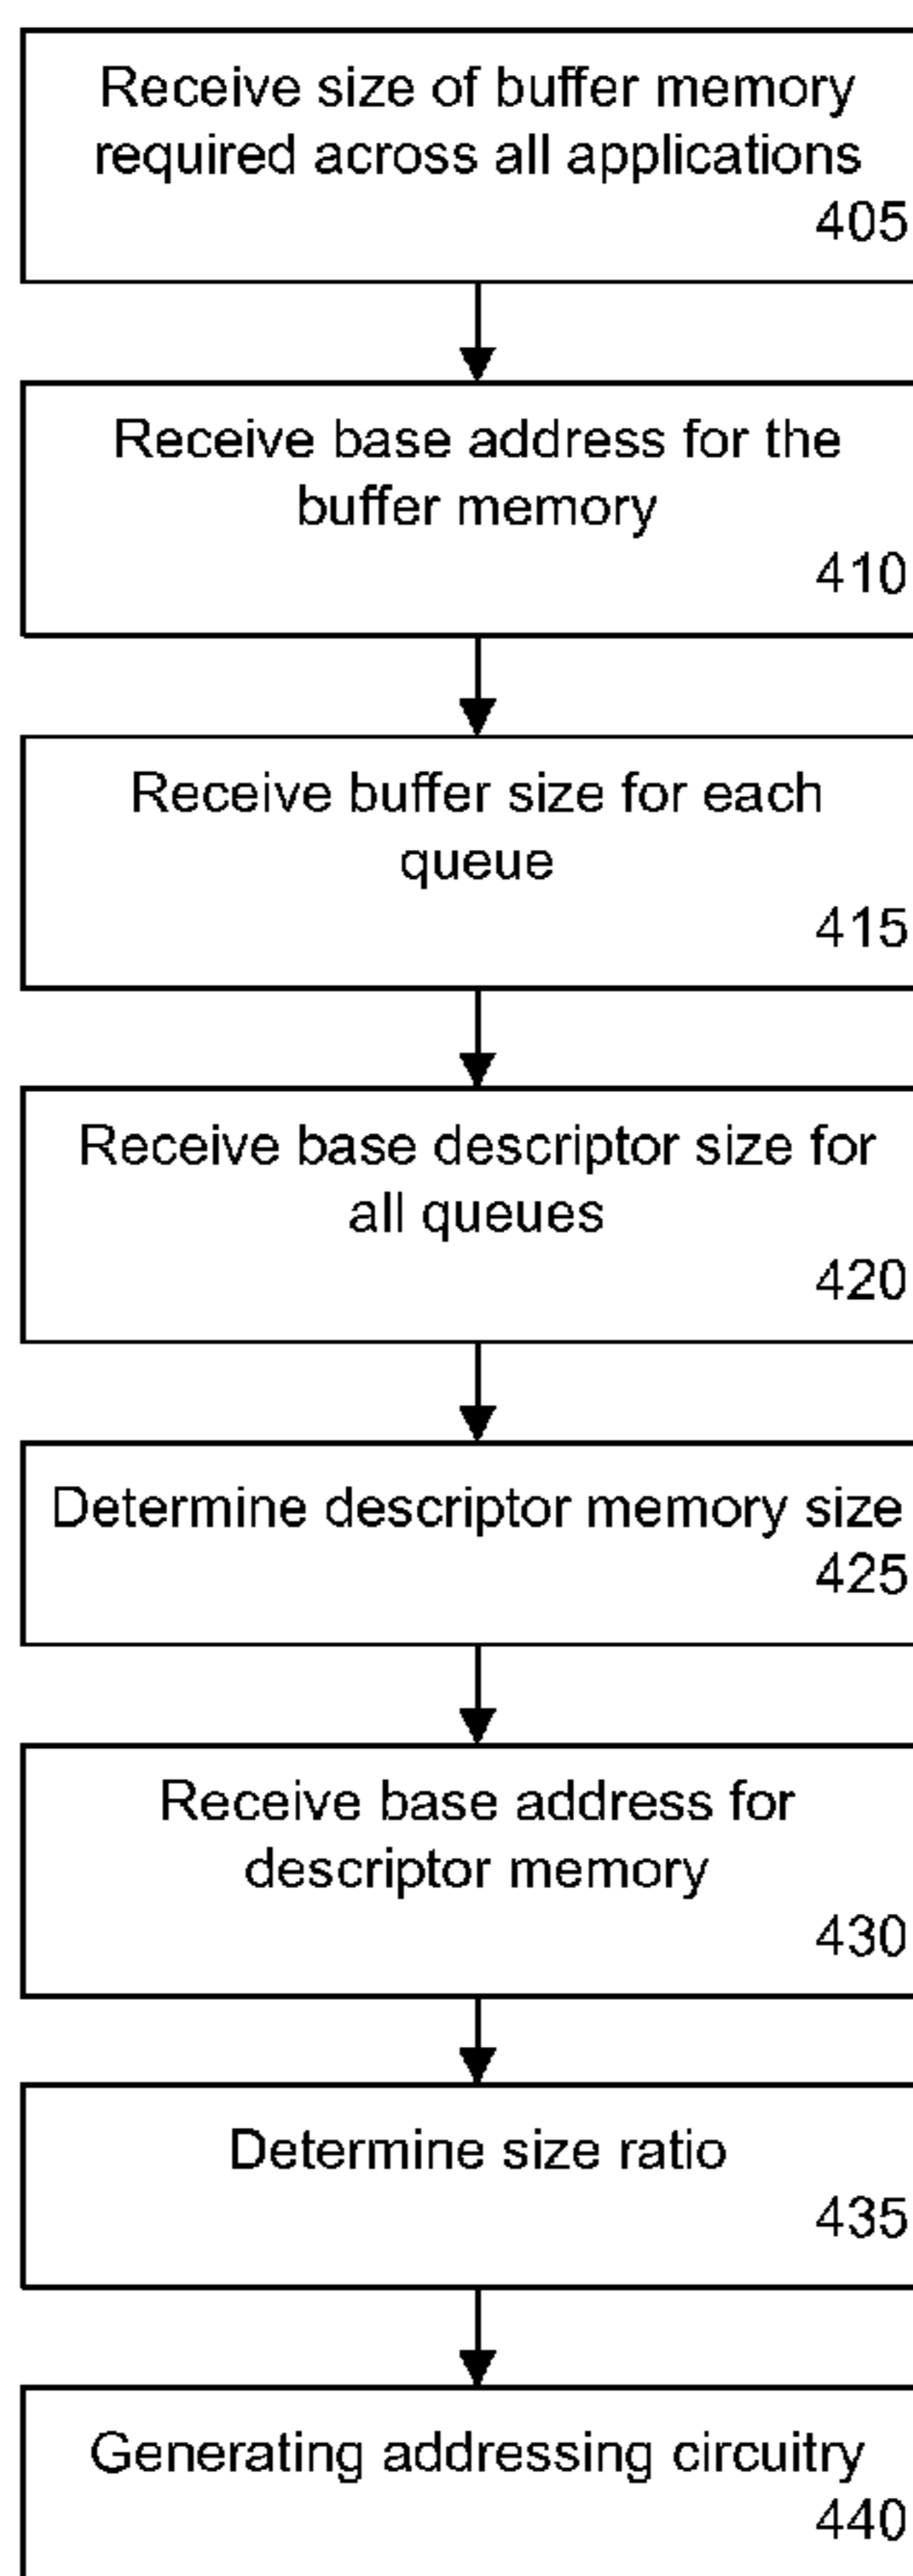 Receive size of buffer memory
required across all applications
405
Receive base address for the
buffer memory
410
Receive buffer size for each
queue
415
Receive base descriptor size for
all queues
420
Determine descriptor memory size
425
Receive base address for
descriptor memory
430
Determine size ratio
435
Generating addressing circuitry
440